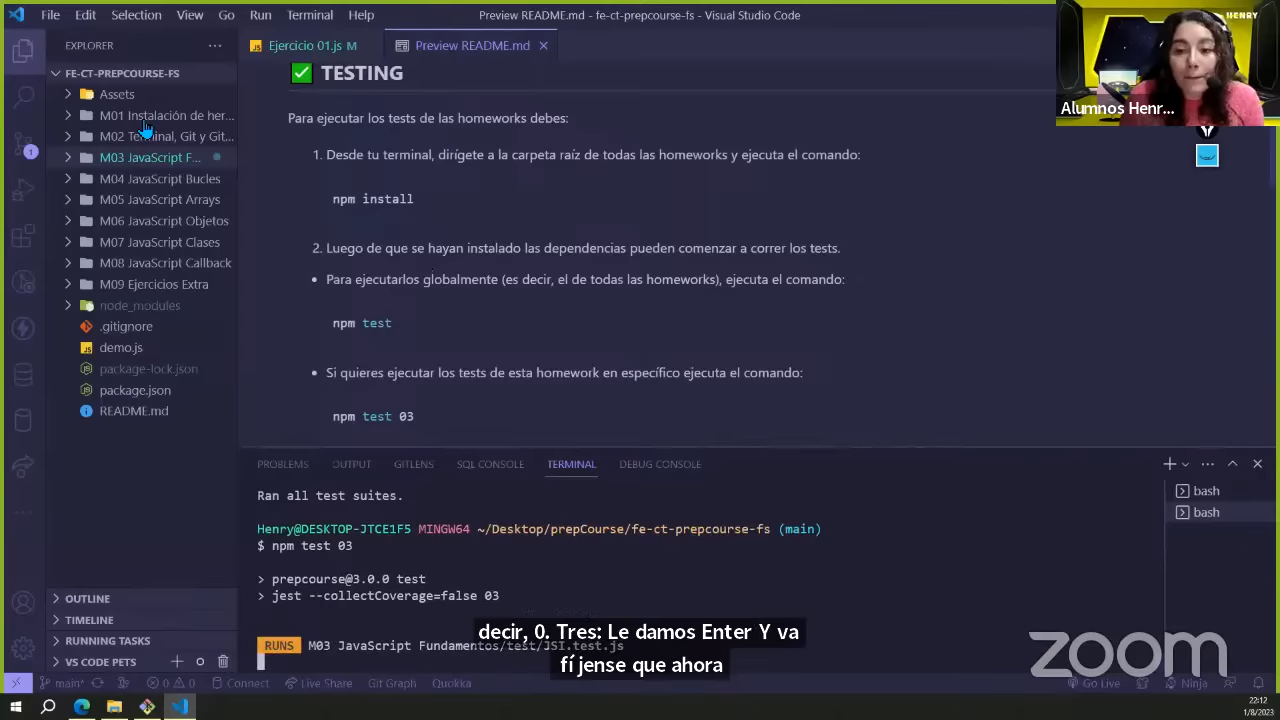 File Edit Selection View Go Run Terminal Help
Preview README.md - fe-ct-prepcourse-fs - Visual Studio Code
HENRY
Alumnos Henr...
EXPLORER
FE-CT-PREPCOURSE-FS
Assets
M01 Instalación de her...
M02 Terminal, Git y Git...
M03 JavaScript F...
M04 JavaScript Bucles
M05 JavaScript Arrays
M06 JavaScript Objetos
M07 JavaScript Clases
M08 JavaScript Callback
M09 Ejercicios Extra
node_modules
.gitignore
demo.js
package-lock.json
package.json
README.md
OUTLINE
TIMELINE
RUNNING TASKS
VS CODE PETS
1
JS Ejercicio 01.js M
Preview README.md
TESTING
Para ejecutar los tests de las homeworks debes:
1. Desde tu terminal, dirígete a la carpeta raíz de todas las homeworks y ejecuta el comando:
npm install
2. Luego de que se hayan instalado las dependencias pueden comenzar a correr los tests.
• Para ejecutarlos globalmente (es decir, el de todas las homeworks), ejecuta el comando:
npm test
• Si quieres ejecutar los tests de esta homework en específico ejecuta el comando:
npm test 03
PROBLEMS OUTPUT GITLENS SQL CONSOLE TERMINAL DEBUG CONSOLE
bash
bash
Ran all test suites.
Henry@DESKTOP-JTCE1F5 MINGW64 ~/Desktop/prepCourse/fe-ct-prepcourse-fs (main)
$ npm test 03
> prepcourse@3.0.0 test
> jest --collectCoverage=false 03
RUNS M03 JavaScript Fundamentos/test/JSI.test.js
decir, 0. Tres: Le damos Enter Y va
fíjense que ahora
zoom
main* 0 0 Connect Live Share Git Graph Quokka Go Live Ninja
22:12
1/8/2023